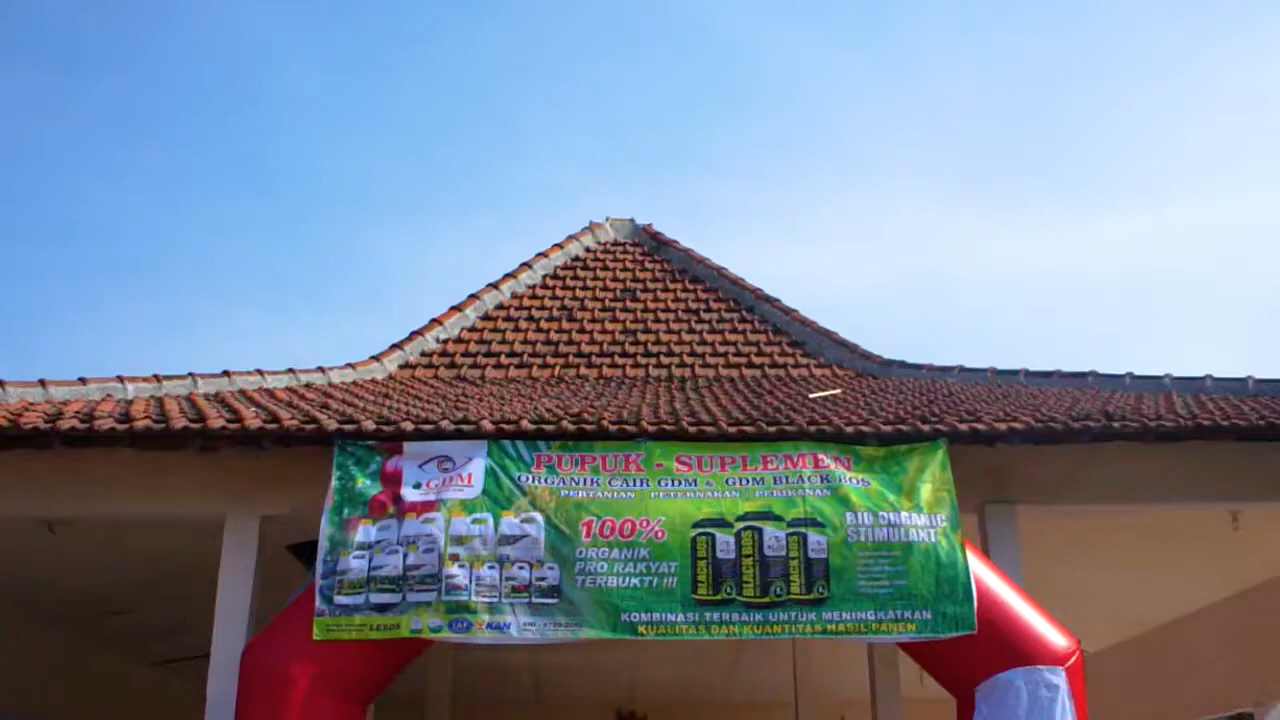 GDM
PUPUK - SUPLEMEN
ORGANIK CAIR GDM & GDM BLACK BOS
PERTANIAN | PETERNAKAN | PERIKANAN
100%
ORGANIK
PRO RAKYAT
TERBUKTI !!!
BLACK BOS
BLACK BOS
BLACK BOS
BIO ORGANIC
STIMULANT
LESOS
KAN
KOMBINASI TERBAIK UNTUK MENINGKATKAN
KUALITAS DAN KUANTITAS HASIL PANEN